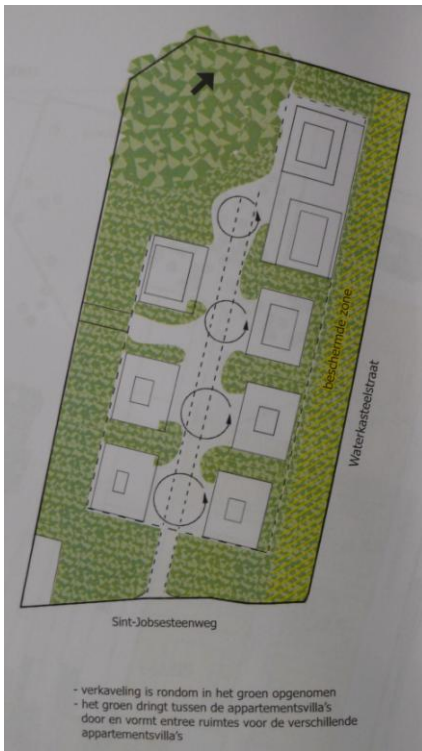 beschermde zone
Waterkasteelstraat
Sint-Jobsesteenweg
- verkaveling is rondom in het groen opgenomen
- het groen dringt tussen de appartementsvilla's
door en vormt entree ruimtes voor de verschillende
appartementsvilla's